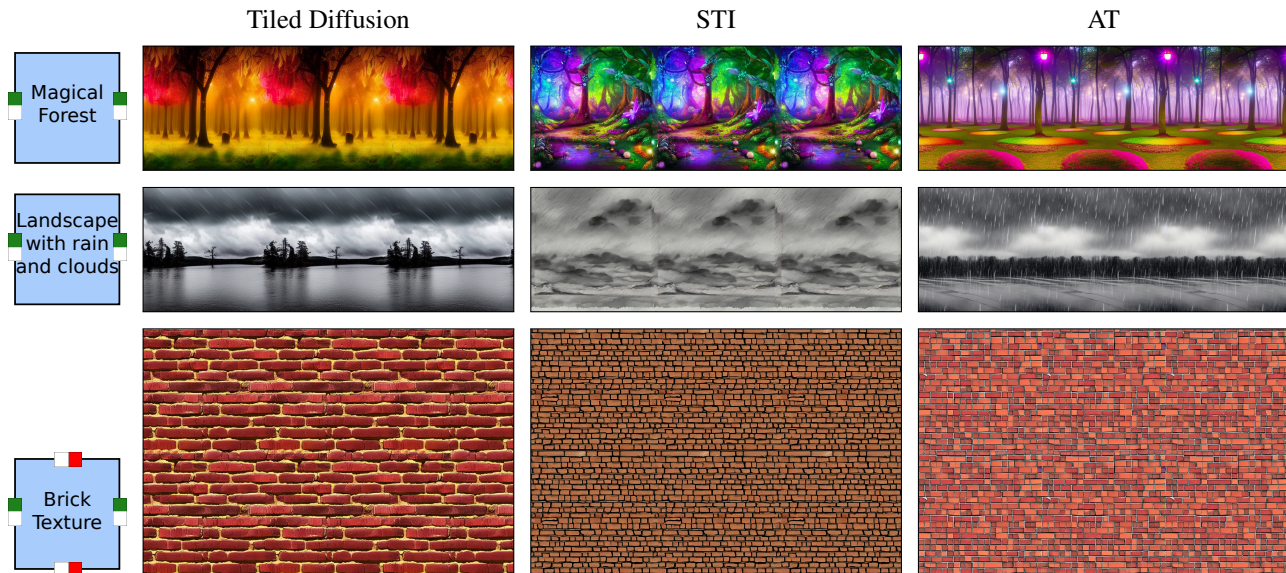 Tiled Diffusion
STI
AT
Magical
Forest
Landscape
with rain
and clouds
Brick
Texture